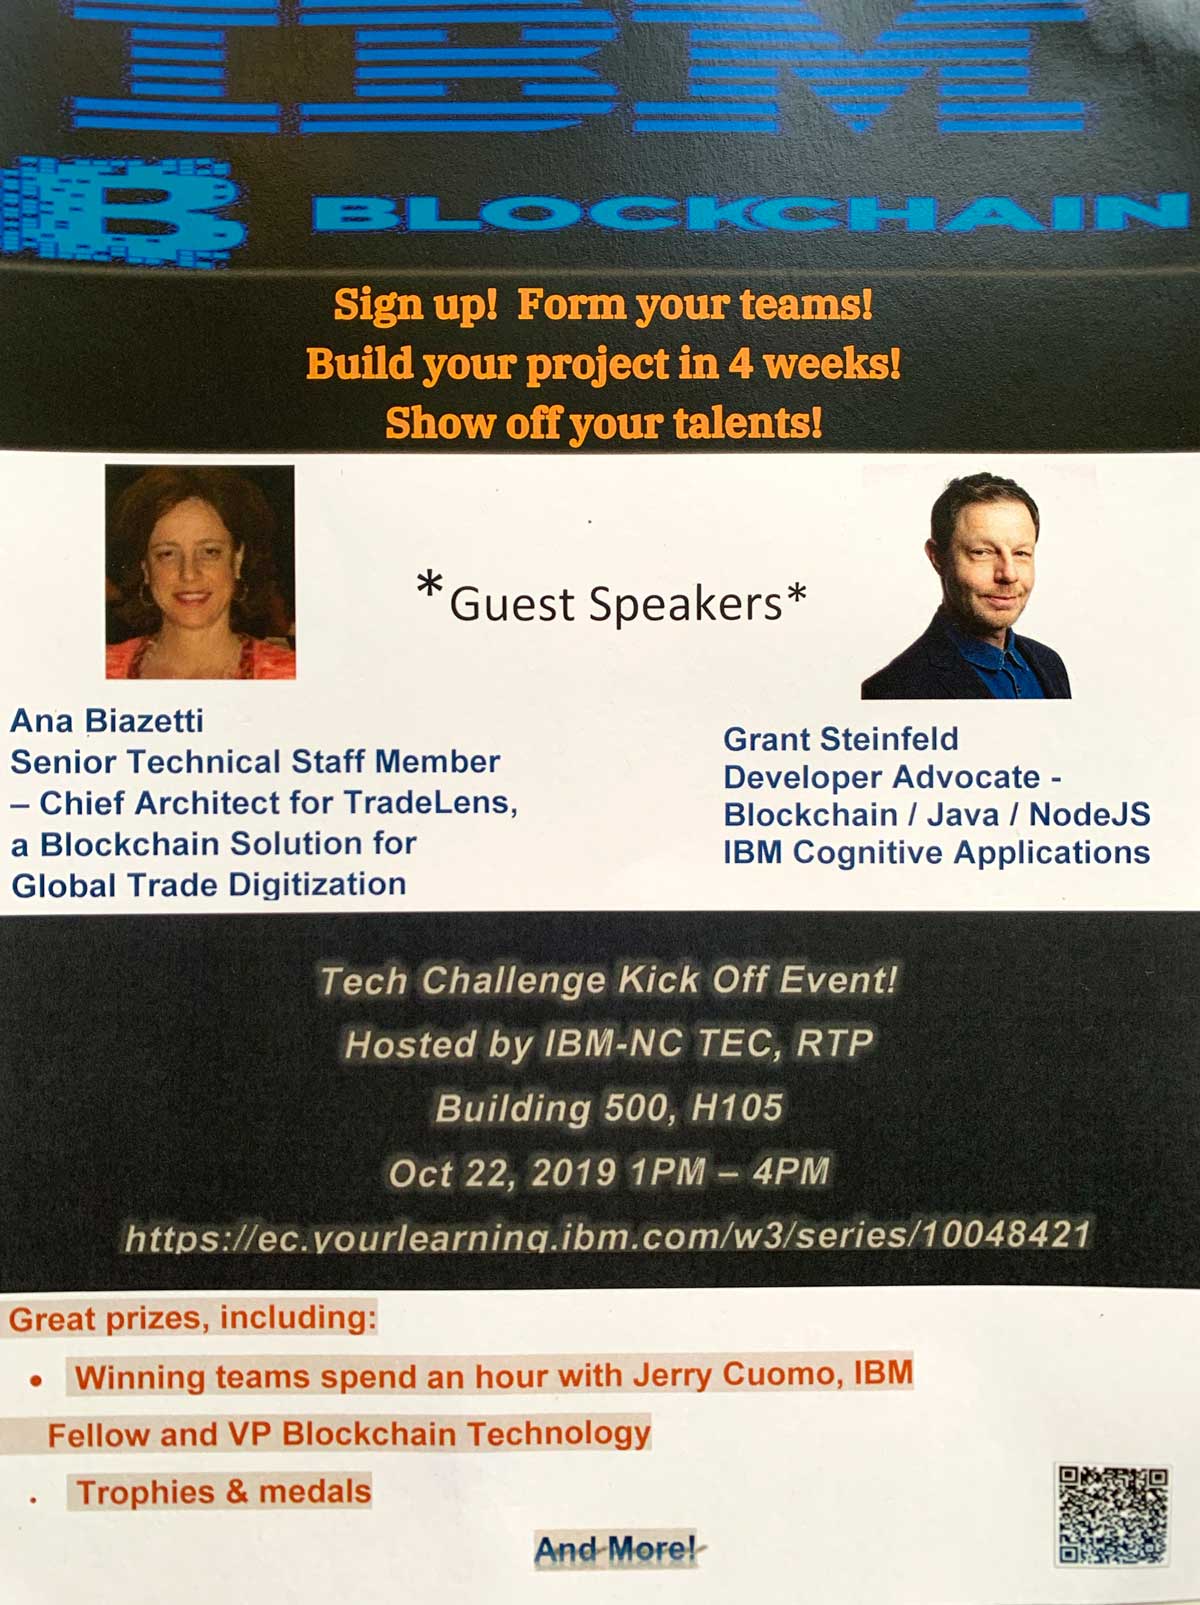 IBM
B BLOCKCHAIN
Sign up! Form your teams!
Build your project in 4 weeks!
Show off your talents!
*Guest Speakers*
Ana Biazetti
Senior Technical Staff Member
– Chief Architect for TradeLens,
a Blockchain Solution for
Global Trade Digitization
Grant Steinfeld
Developer Advocate -
Blockchain / Java / NodeJS
IBM Cognitive Applications
Tech Challenge Kick Off Event!
Hosted by IBM-NC TEC, RTP
Building 500, H105
Oct 22, 2019 1PM – 4PM
https://ec.yourlearning.ibm.com/w3/series/10048421
Great prizes, including:
• Winning teams spend an hour with Jerry Cuomo, IBM
Fellow and VP Blockchain Technology
. Trophies & medals
And More!